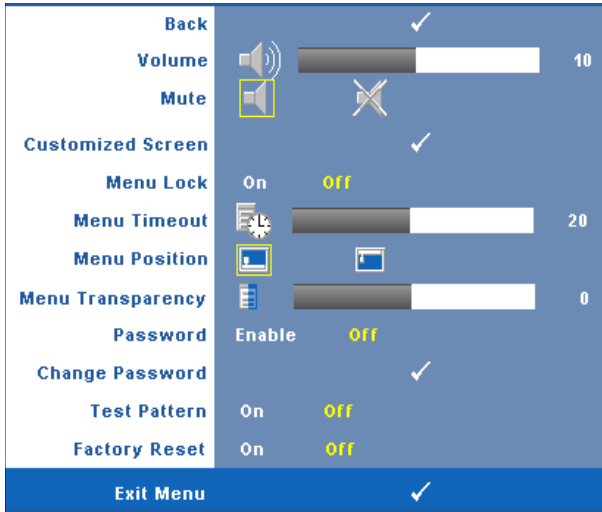 Back
Volume 10
Mute
Customized Screen
Menu Lock On Off
Menu Timeout 20
Menu Position
Menu Transparency 0
Password Enable Off
Change Password
Test Pattern On Off
Factory Reset On Off
Exit Menu